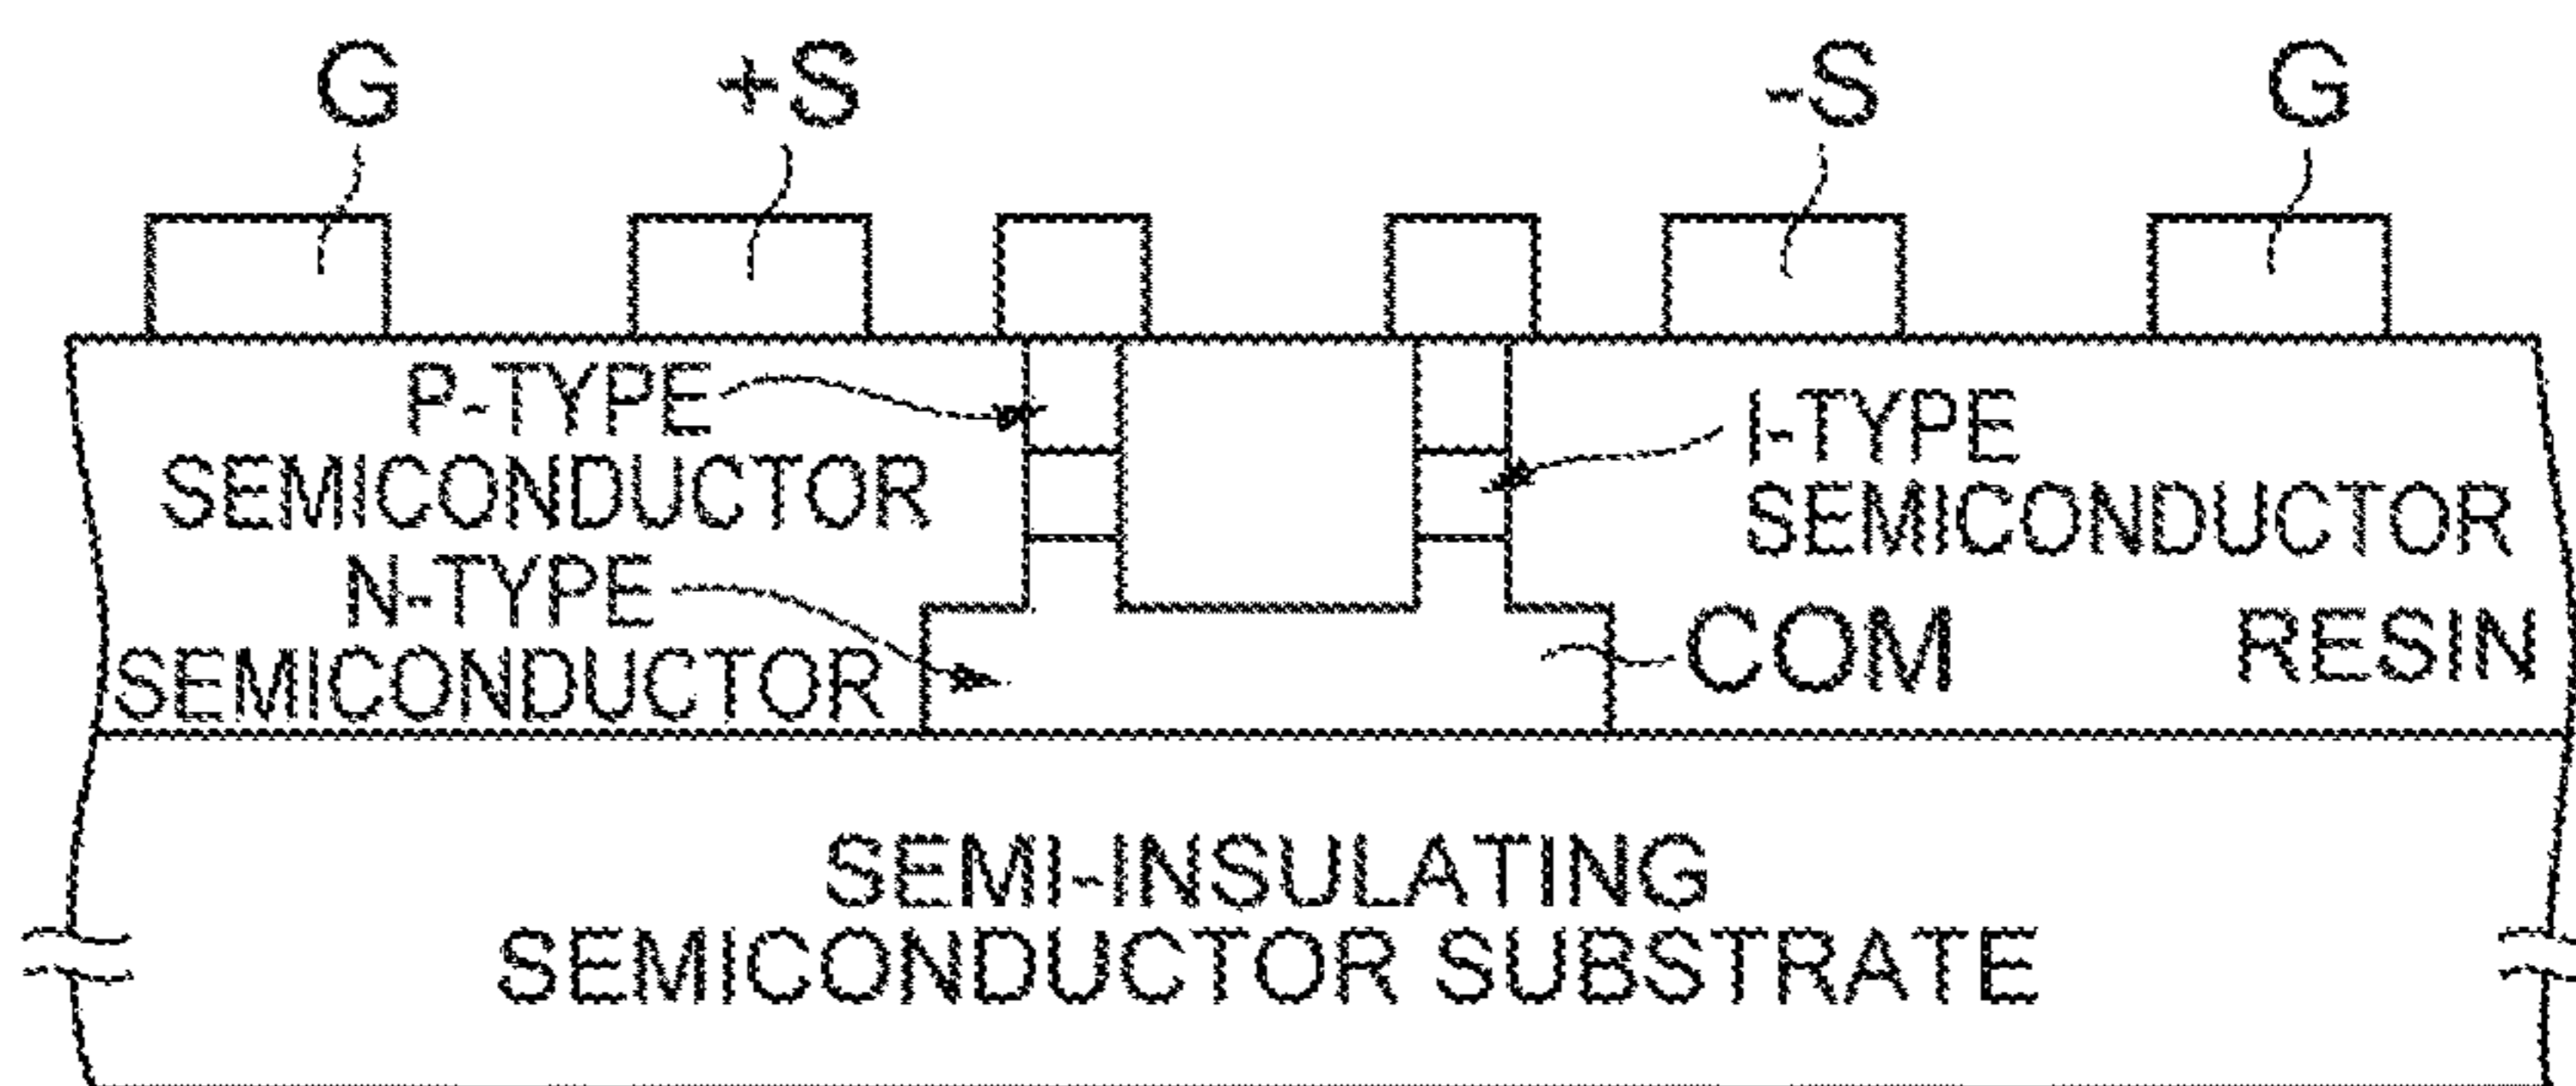 G
+S
-S
G
P-TYPE
SEMICONDUCTOR
I-TYPE
SEMICONDUCTOR
N-TYPE
SEMICONDUCTOR
COM
RESIN
SEMI-INSULATING
SEMICONDUCTOR SUBSTRATE